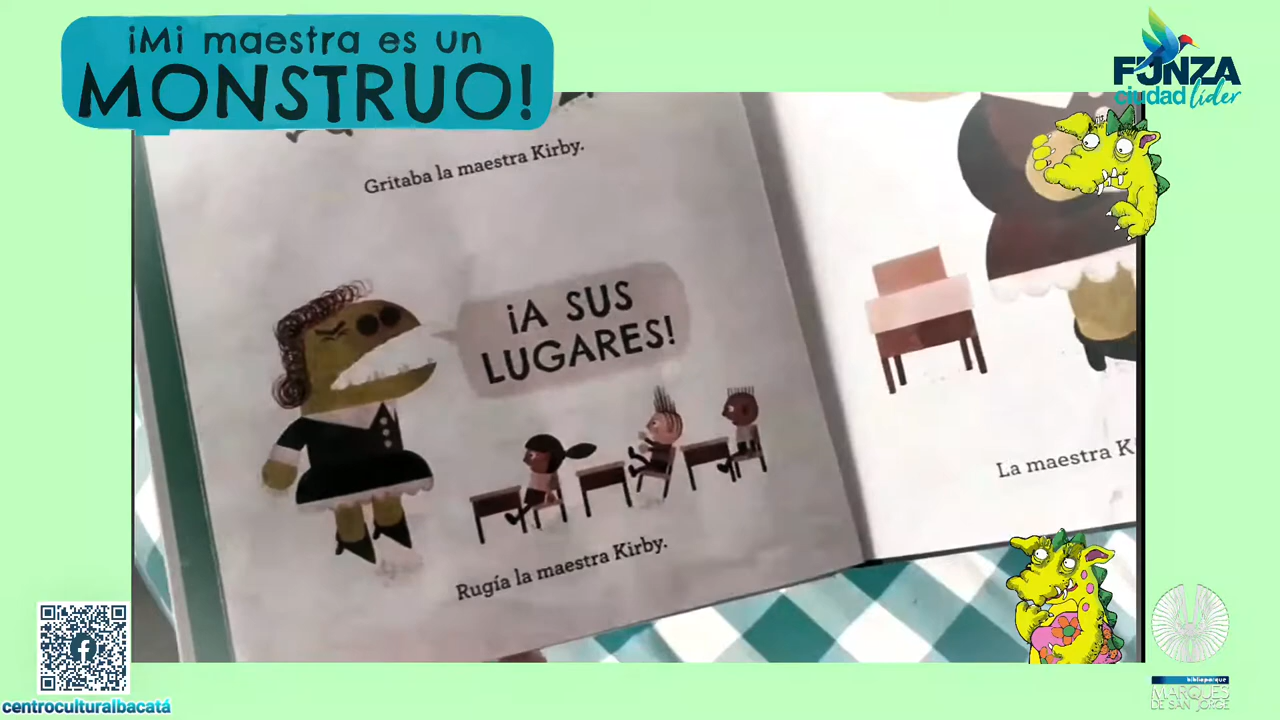 ¡Mi maestra es un
MONSTRUO!
FUNZA
ciudad líder
Gritaba la maestra Kirby.
¡A SUS
LUGARES!
La maestra K
Rugía la maestra Kirby.
centroculturalbacatá
biblioparque
MARQUÉS
DE SAN JORGE